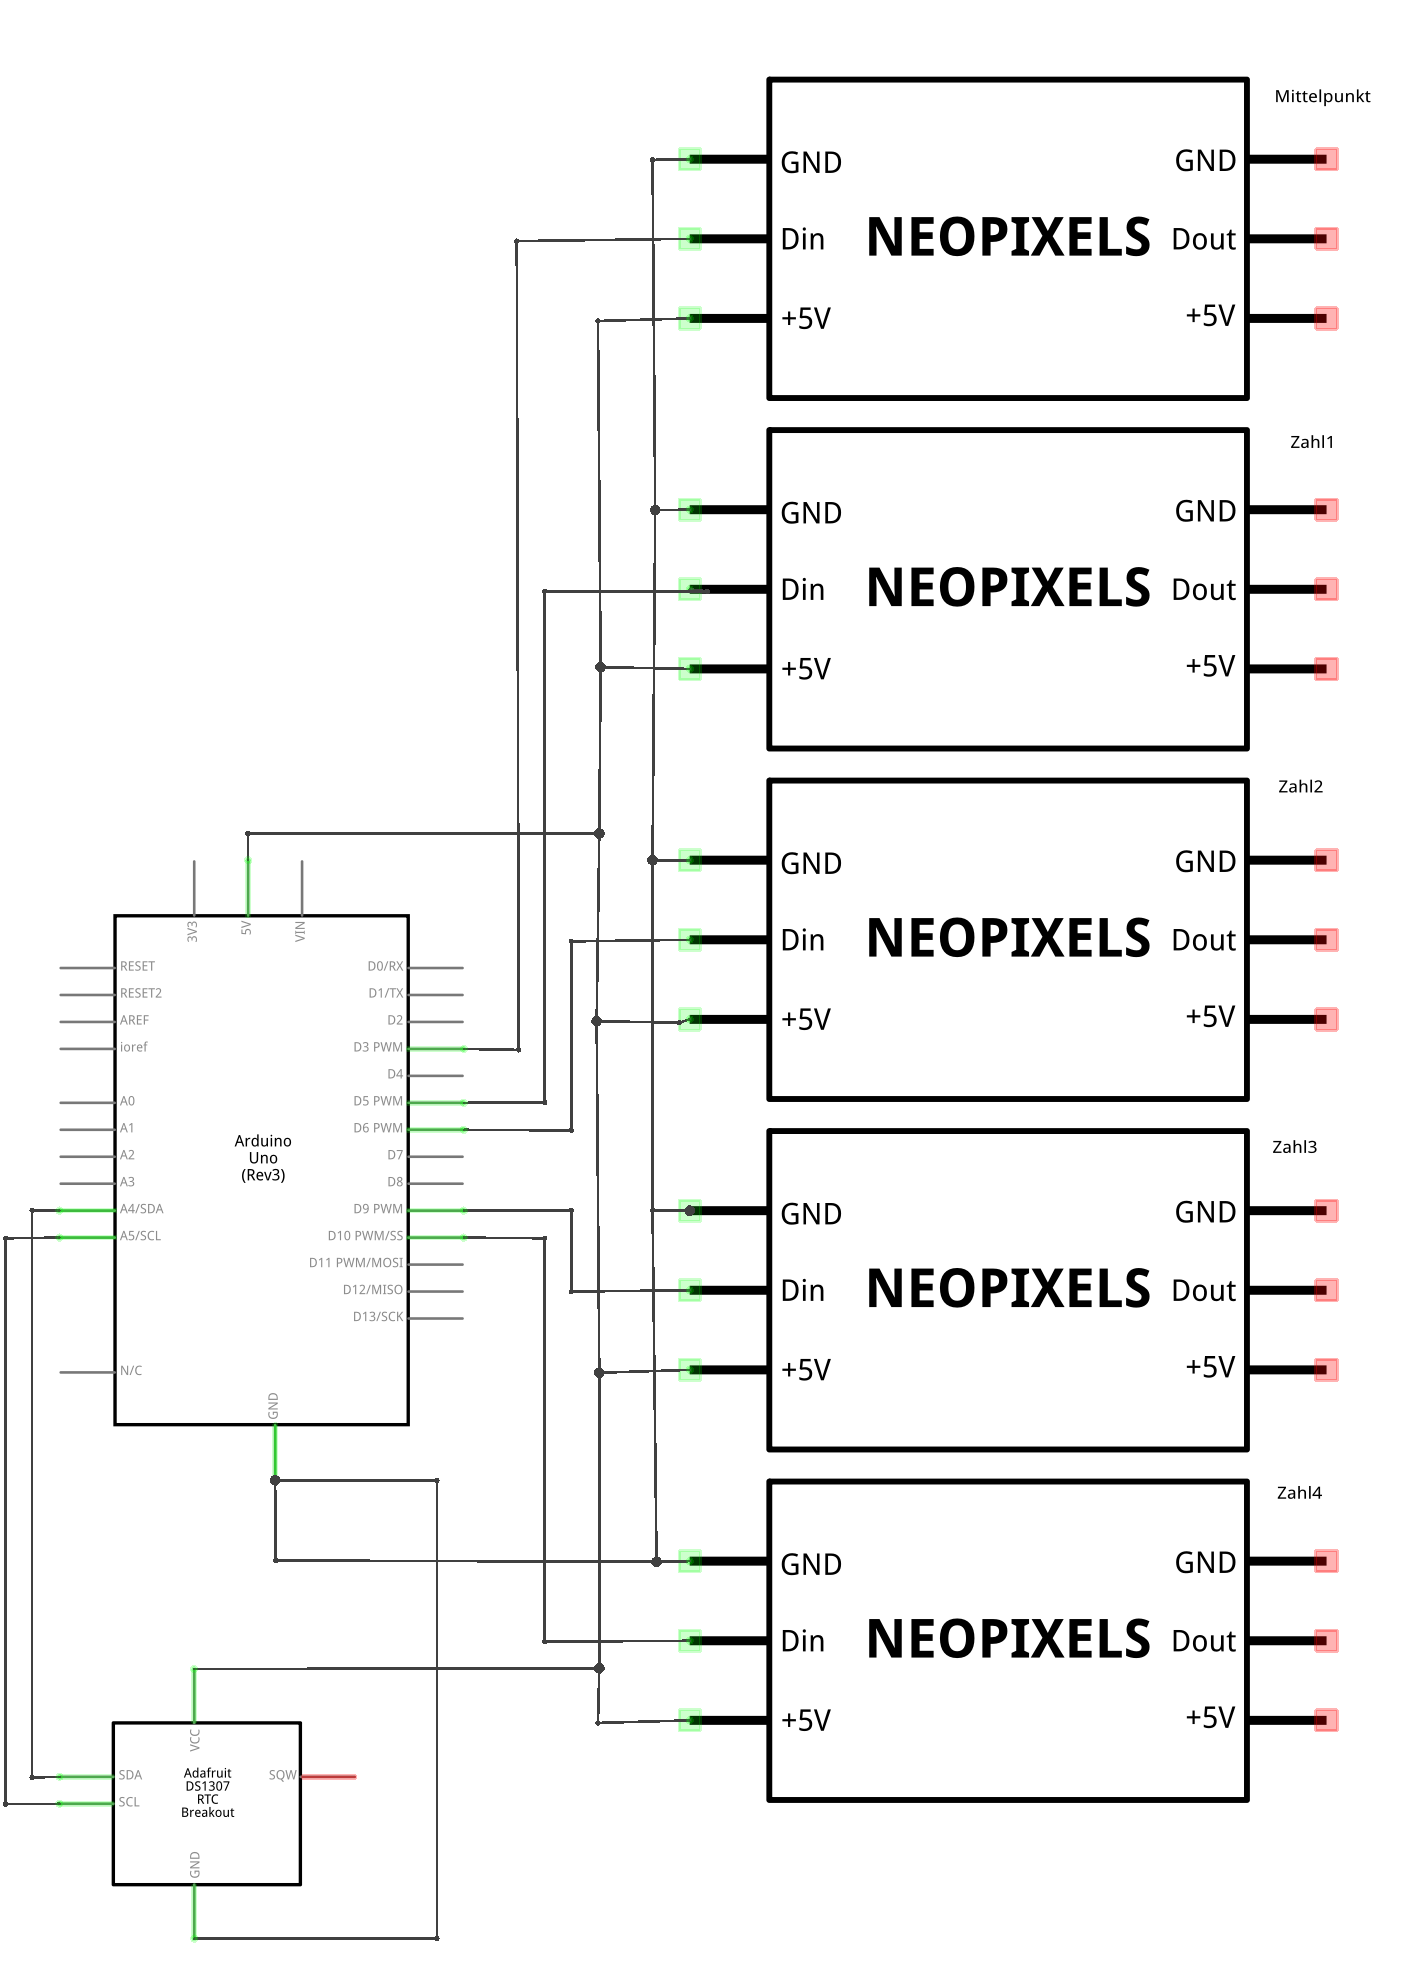 Mittelpunkt
GND
GND
Din
NEOPIXELS
Dout
+5V
+5V
Zahl1
GND
GND
Din
NEOPIXELS
Dout
+5V
+5V
Zahl2
GND
GND
Din
NEOPIXELS
Dout
+5V
+5V
Zahl3
GND
GND
Din
NEOPIXELS
Dout
+5V
+5V
Zahl4
GND
GND
Din
NEOPIXELS
Dout
+5V
+5V
3V3
5V
VIN
RESET
RESET2
AREF
ioref
A0
A1
A2
A3
A4/SDA
A5/SCL
N/C
Arduino
Uno
(Rev3)
D0/RX
D1/TX
D2
D3 PWM
D4
D5 PWM
D6 PWM
D7
D8
D9 PWM
D10 PWM/SS
D11 PWM/MOSI
D12/MISO
D13/SCK
GND
VCC
SDA
SCL
Adafruit
DS1307
RTC
Breakout
SQW
GND